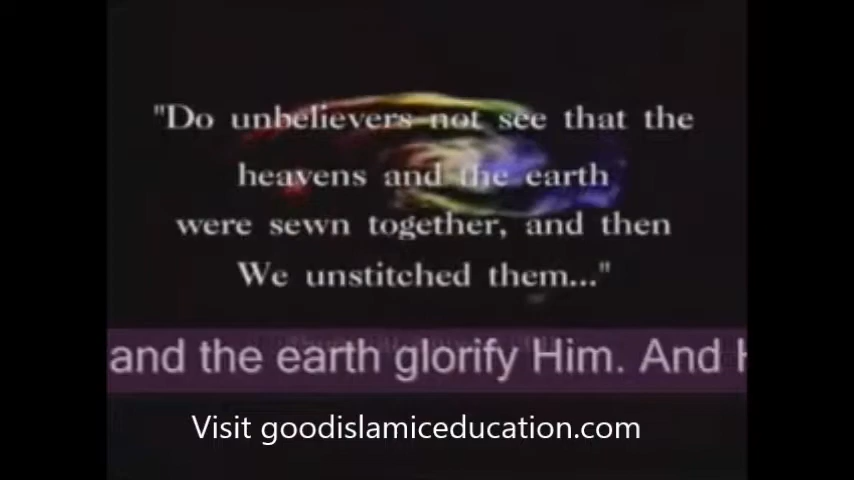 "Do unbelievers not see that the
heavens and the earth
were sewn together, and then
We unstitched them..."
and the earth glorify Him. And
Visit goodislamiceducation.com